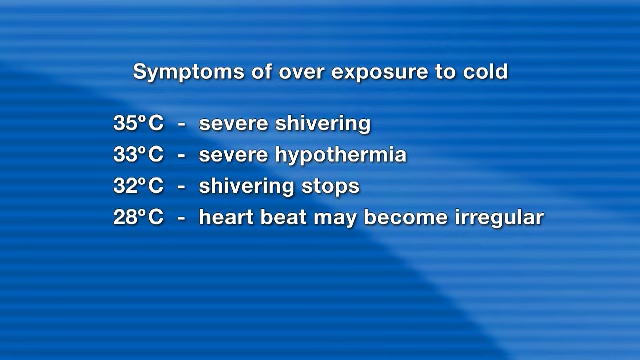 Symptoms of over exposure to cold
35°C - severe shivering
33°C - severe hypothermia
32°C - shivering stops
28°C - heart beat may become irregular